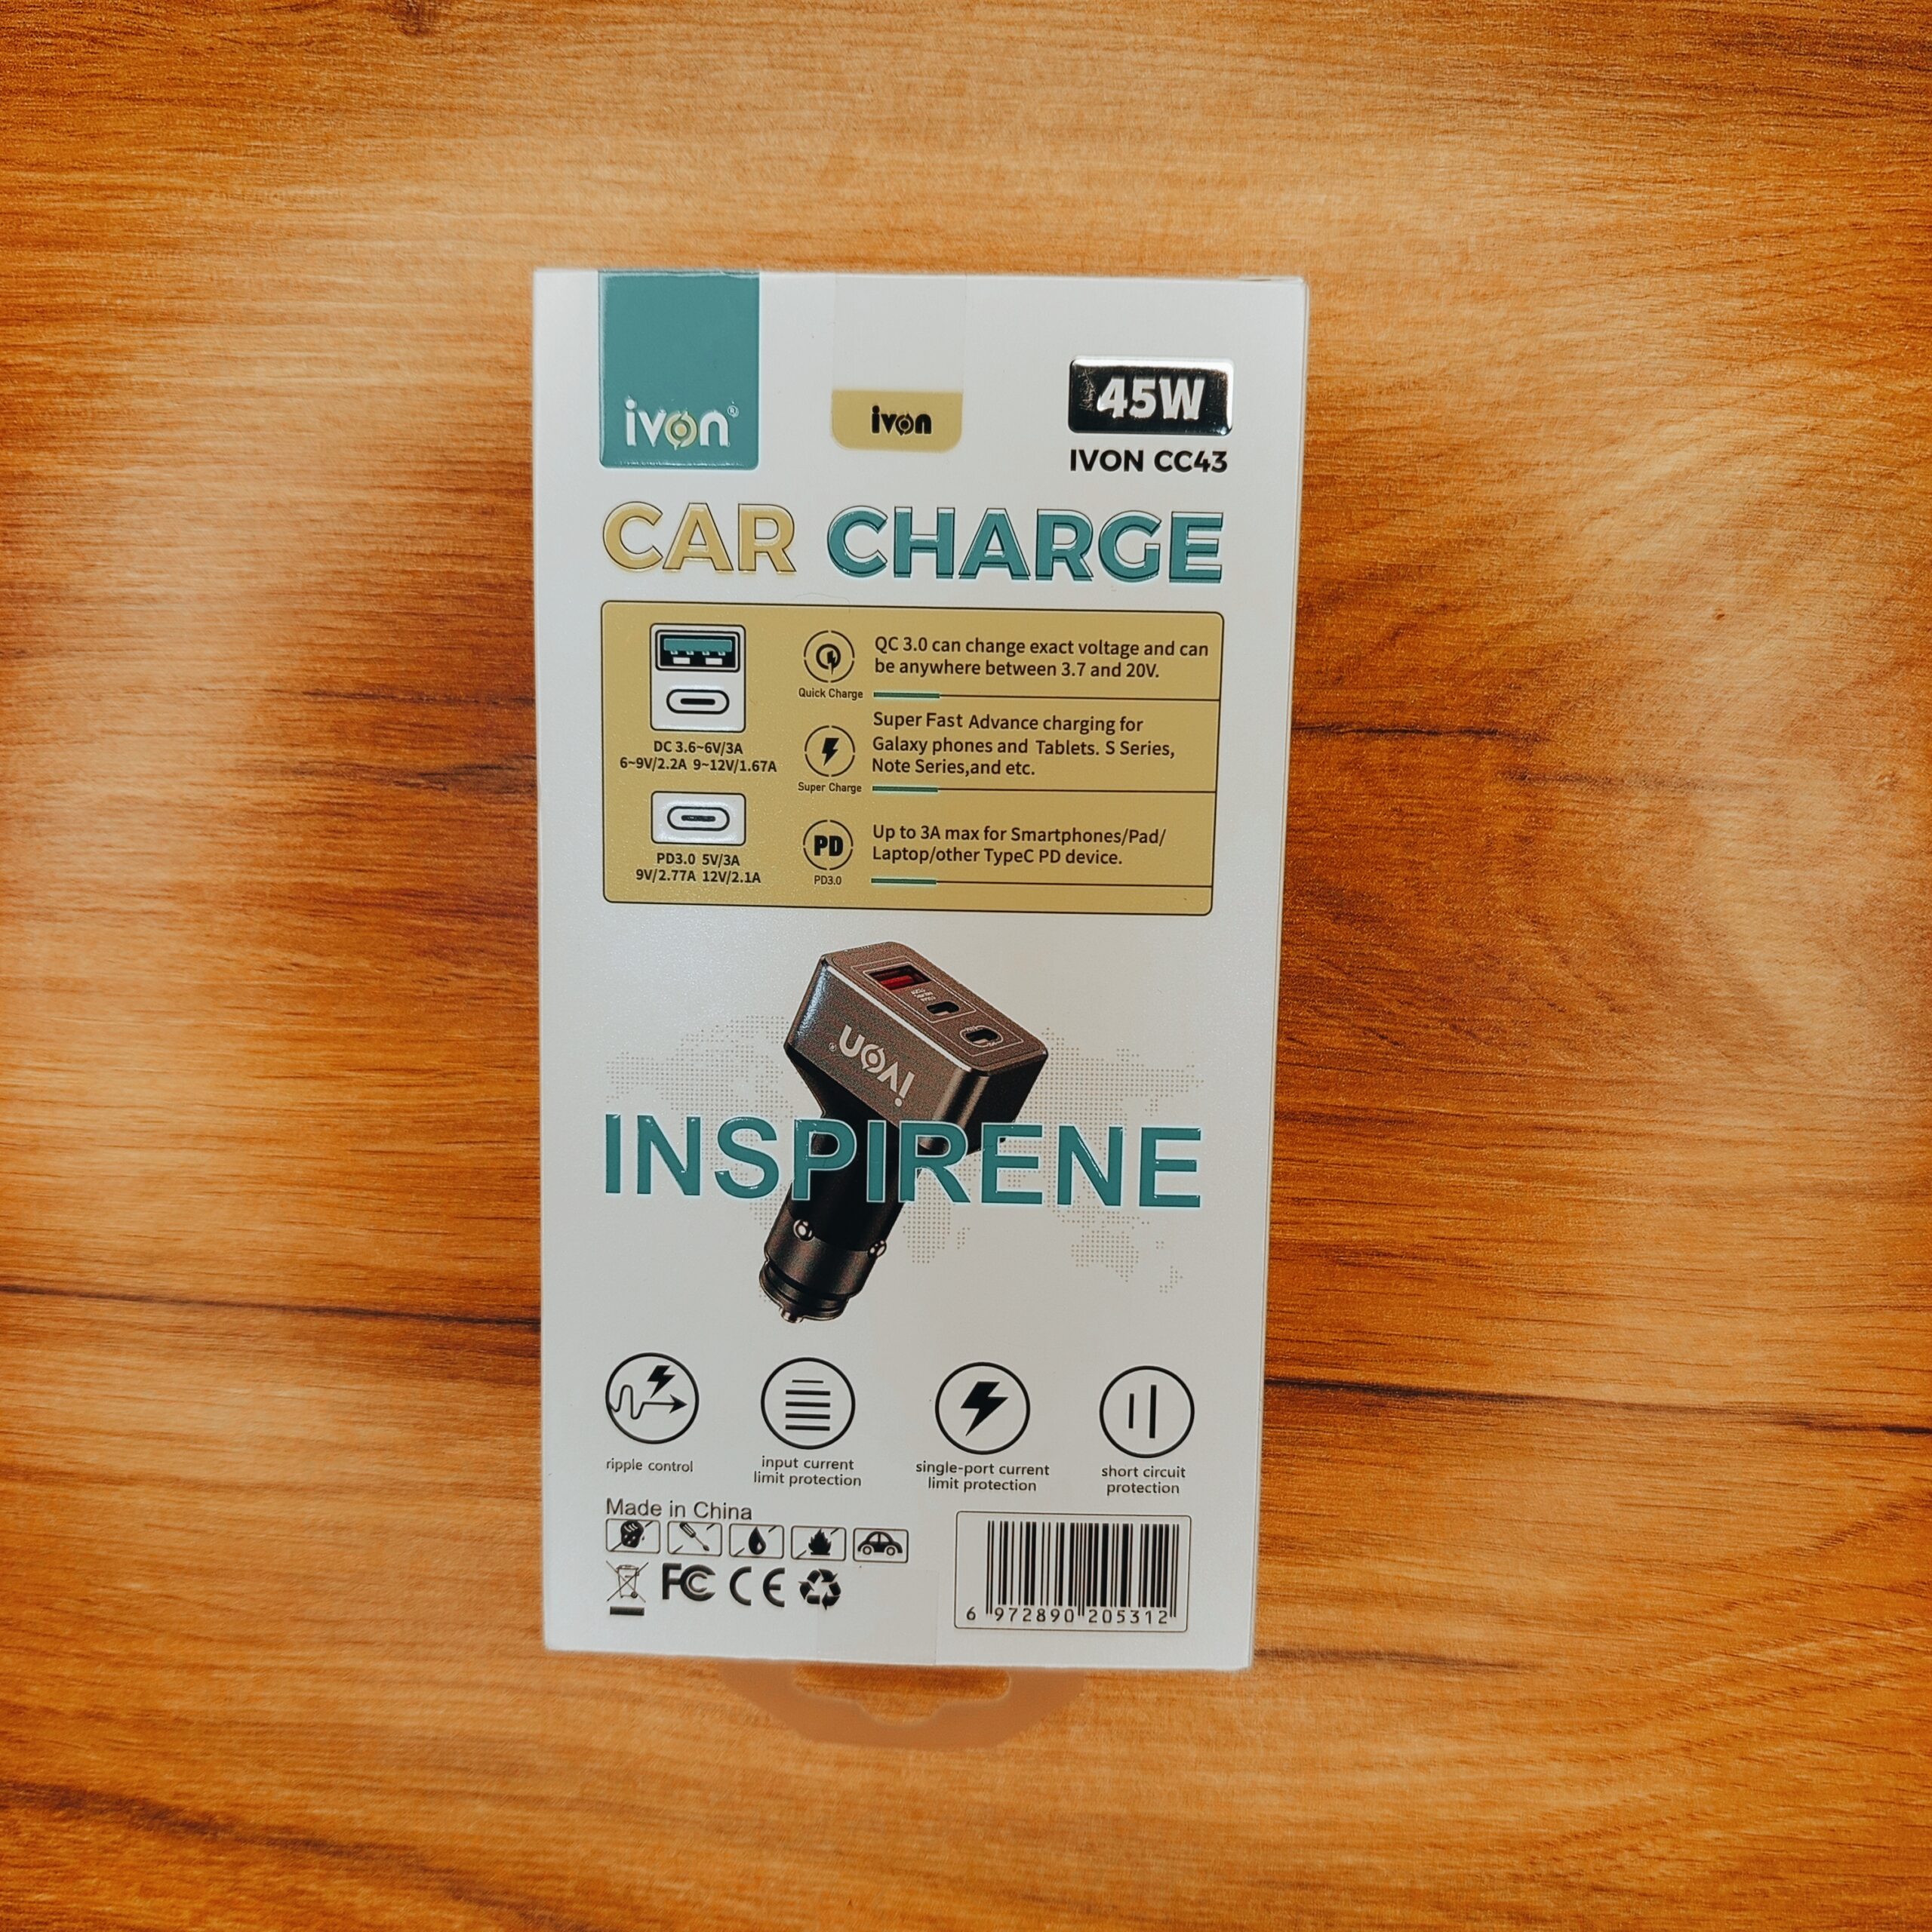 ivon®
ivon
45W
IVON CC43
CAR CHARGE
QC 3.0 can change exact voltage and can
be anywhere between 3.7 and 20V.
Quick Charge
DC 3.6~6V/3A
6~9V/2.2A 9~12V/1.67A
Super Fast Advance charging for
Galaxy phones and Tablets. S Series,
Note Series,and etc.
Super Charge
PD3.0 5V/3A
9V/2.77A 12V/2.1A
PD
PD3.0
Up to 3A max for Smartphones/Pad/
Laptop/other TypeC PD device.
ivon®
INSPIRENE
ripple control
input current
limit protection
single-port current
limit protection
short circuit
protection
Made in China
FC CE
6 972890 205312